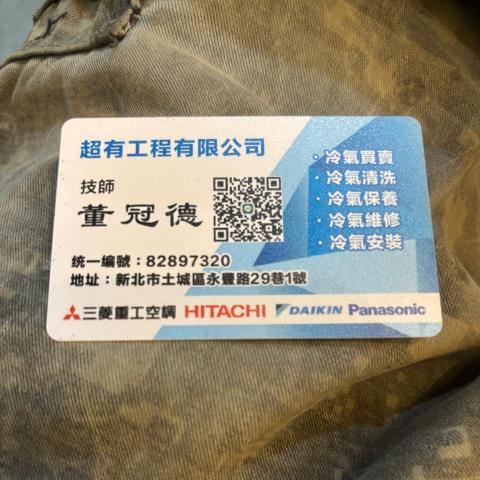 超有工程有限公司
技師
董冠德
· 冷氣買賣
· 冷氣清洗
· 冷氣保養
· 冷氣維修
· 冷氣安裝
統一編號：82897320
地址：新北市土城區永豐路29巷1號
三菱重工空調 HITACHI DAIKIN Panasonic